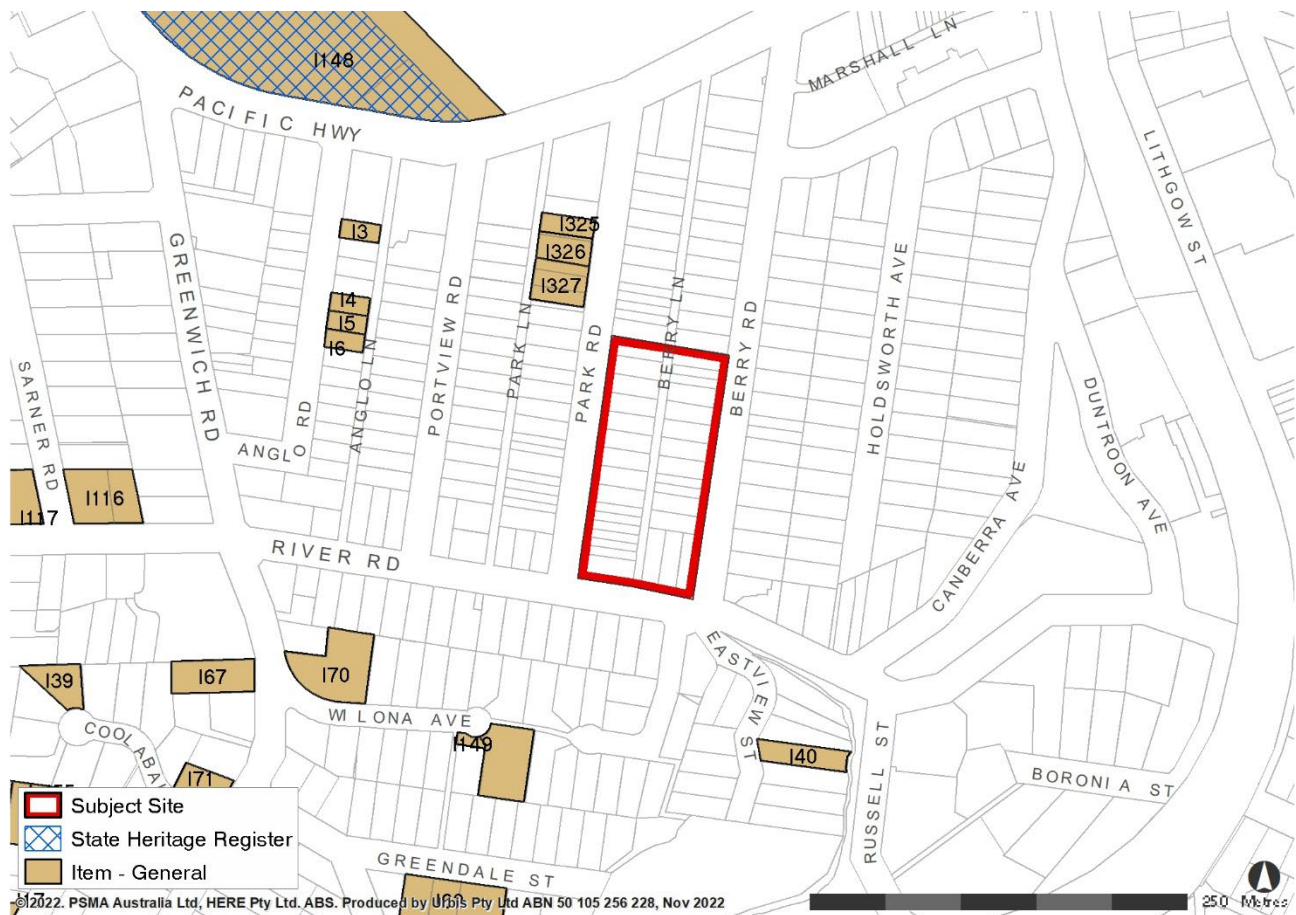 I148
MARSHALL LN
PACIFIC HWY
LITHGOW ST
I3
I325
I326
I327
GREENWICH RD
I4
I5
I6
PORTVIEW RD
PARK LN
BERRY LN
HOLDSWORTH AVE
PARK RD
BERRY RD
ANGLO LN
SARNER RD
ANGLO RD
DUNTROON AVE
I116
I117
CANBERRA AVE
RIVER RD
EASTVIEW ST
I70
I67
I39
WILONA AVE
COOLABAH
I149
I40
RUSSELL ST
BORONIA ST
I71
Subject Site
State Heritage Register
Item - General
GREENDALE ST
©2022. PSMA Australia Ltd, HERE Pty Ltd. ABS. Produced by Urbis Pty Ltd ABN 50 105 256 228, Nov 2022
250 Metres